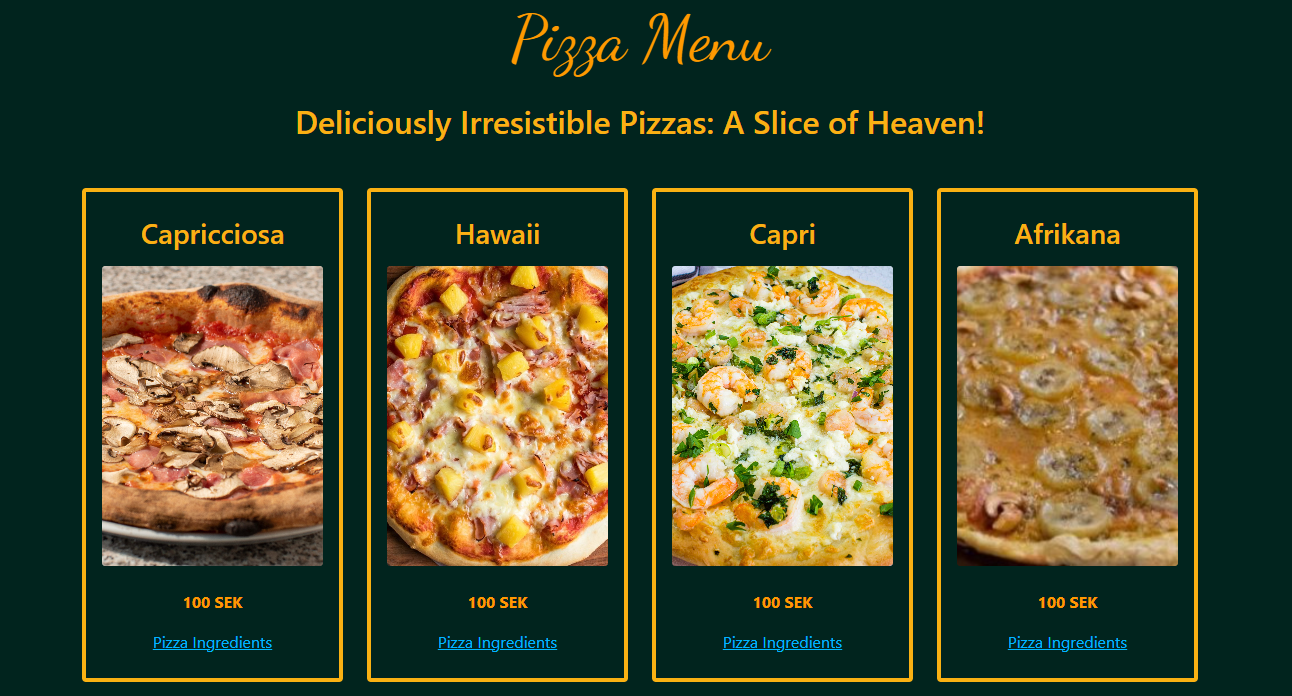 Pizza Menu
Deliciously Irresistible Pizzas: A Slice of Heaven!
Capricciosa
Hawaii
Capri
Afrikana
100 SEK
100 SEK
100 SEK
100 SEK
Pizza Ingredients
Pizza Ingredients
Pizza Ingredients
Pizza Ingredients